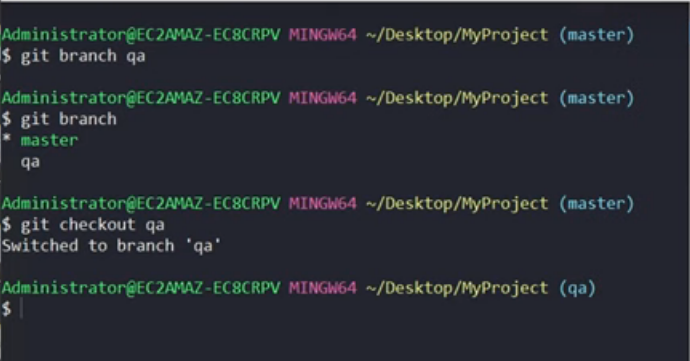 Administrator@EC2AMAZ-EC8CRPV MINGW64 ~/Desktop/MyProject (master)
$ git branch qa
Administrator@EC2AMAZ-EC8CRPV MINGW64 ~/Desktop/MyProject (master)
$ git branch
* master
  qa
Administrator@EC2AMAZ-EC8CRPV MINGW64 ~/Desktop/MyProject (master)
$ git checkout qa
Switched to branch 'qa'
Administrator@EC2AMAZ-EC8CRPV MINGW64 ~/Desktop/MyProject (qa)
$